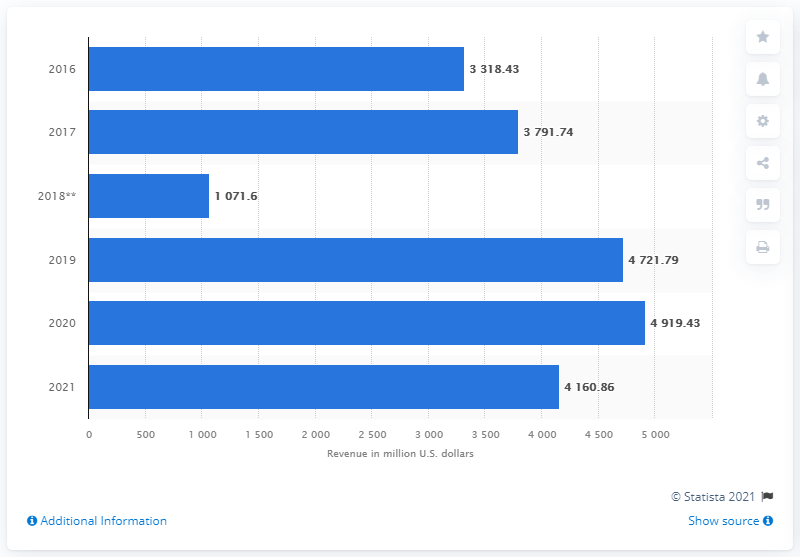 2016 3 318.43
2017 3 791.74
2018** 1 071.6
2019 4 721.79
2020 4 919.43
2021 4 160.86
0 500 1 000 1 500 2 000 2 500 3 000 3 500 4 000 4 500 5 000
Revenue in million U.S. dollars
© Statista 2021
Additional Information Show source